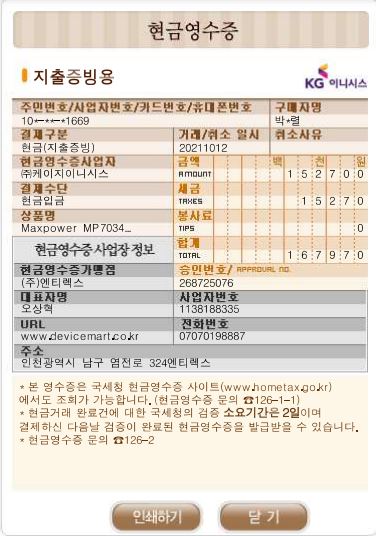 현금영수증
지출증빙용
KG 이니시스
주민번호/사업자번호/카드번호/휴대폰번호 구매자명
10*-**-*1669 박*렬
결제구분 거래/취소 일시 취소사유
현금(지출증빙) 20211012
현금영수증사업자 금액 백 천 원
㈜케이지이니시스 AMOUNT 1 5 2 7 0 0
결제수단 세금
현금입금 TAXES 1 5 2 7 0
상품명 봉사료
Maxpower MP7034_ TIPS 0
현금영수증 사업장 정보 합계
TOTAL 1 6 7 9 7 0
현금영수증가맹점 승인번호/ APPROVAL NO.
(주)엔티렉스 268725076
대표자명 사업자번호
오상혁 1138188335
URL 전화번호
www.devicemart.co.kr 07070198887
주소
인천광역시 남구 염전로 324엔티렉스
* 본 영수증은 국세청 현금영수증 사이트(www.hometax.go.kr)
에서도 조회가 가능합니다.(현금영수증 문의 ☎126-1-1)
* 현금거래 완료건에 대한 국세청의 검증 소요기간은 2일이며
결제하신 다음날 검증이 완료된 현금영수증을 발급받을 수 있습니다.
* 현금영수증 문의 ☎126-2
인쇄하기 닫 기